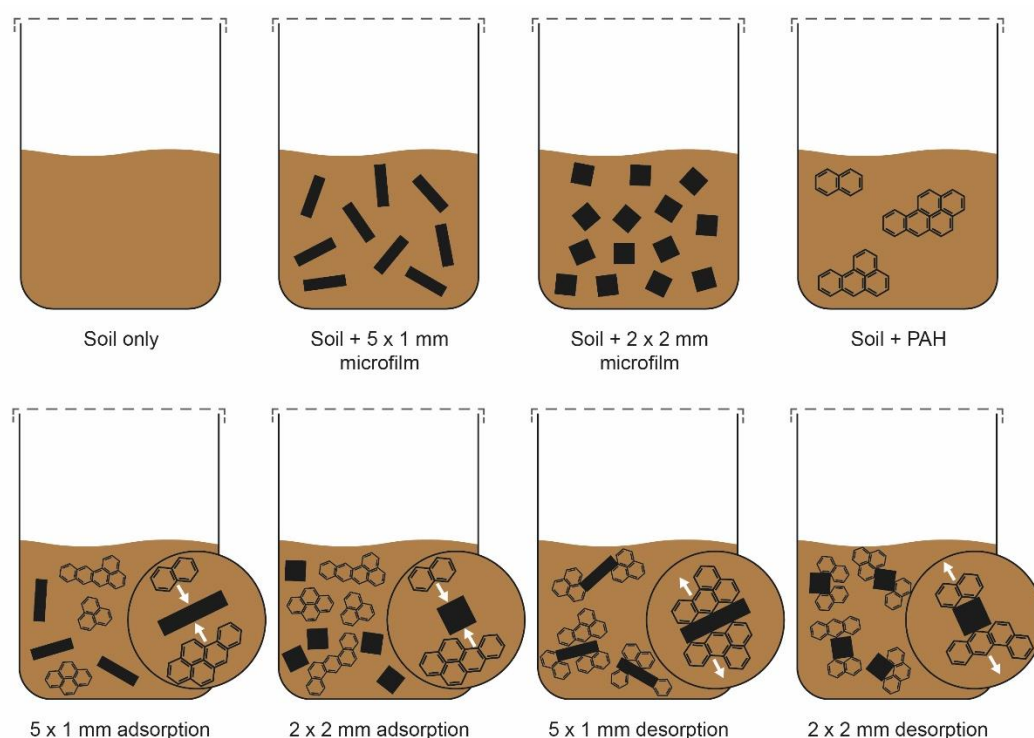 Soil only
Soil + 5 x 1 mm
microfilm
Soil + 2 x 2 mm
microfilm
Soil + PAH
5 x 1 mm adsorption
2 x 2 mm adsorption
5 x 1 mm desorption
2 x 2 mm desorption